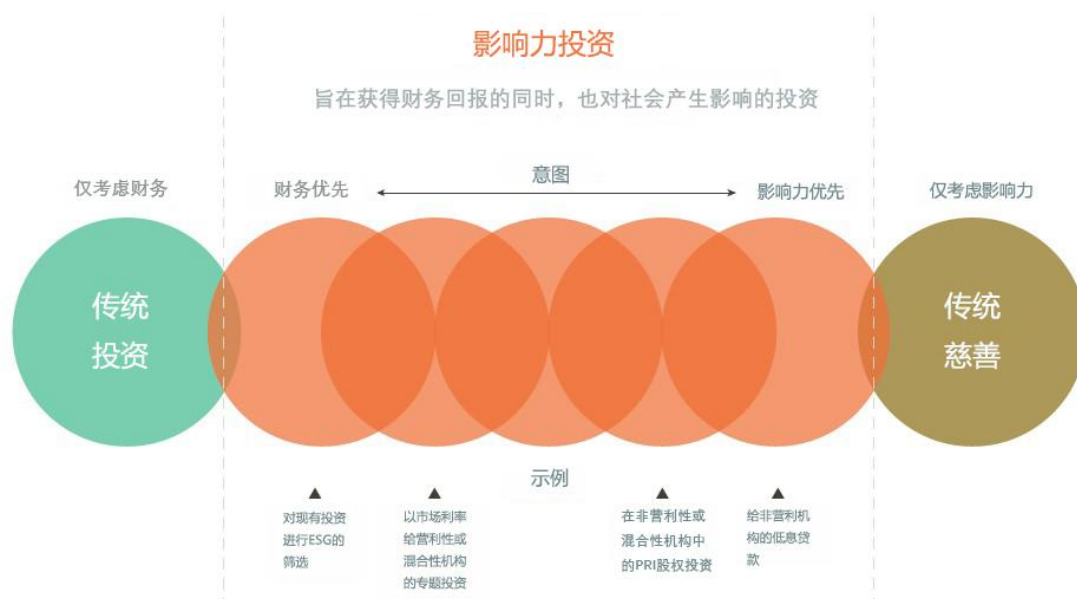 影响力投资
旨在获得财务回报的同时，也对社会产生影响的投资
仅考虑财务
财务优先
意图
影响力优先
仅考虑影响力
传统
投资
传统
慈善
示例
对现有投资
进行ESG的
筛选
以市场利率
给营利性或
混合性机构
的专题投资
在非营利性或
混合性机构中
的PRI股权投资
给非营利机
构的低息贷
款